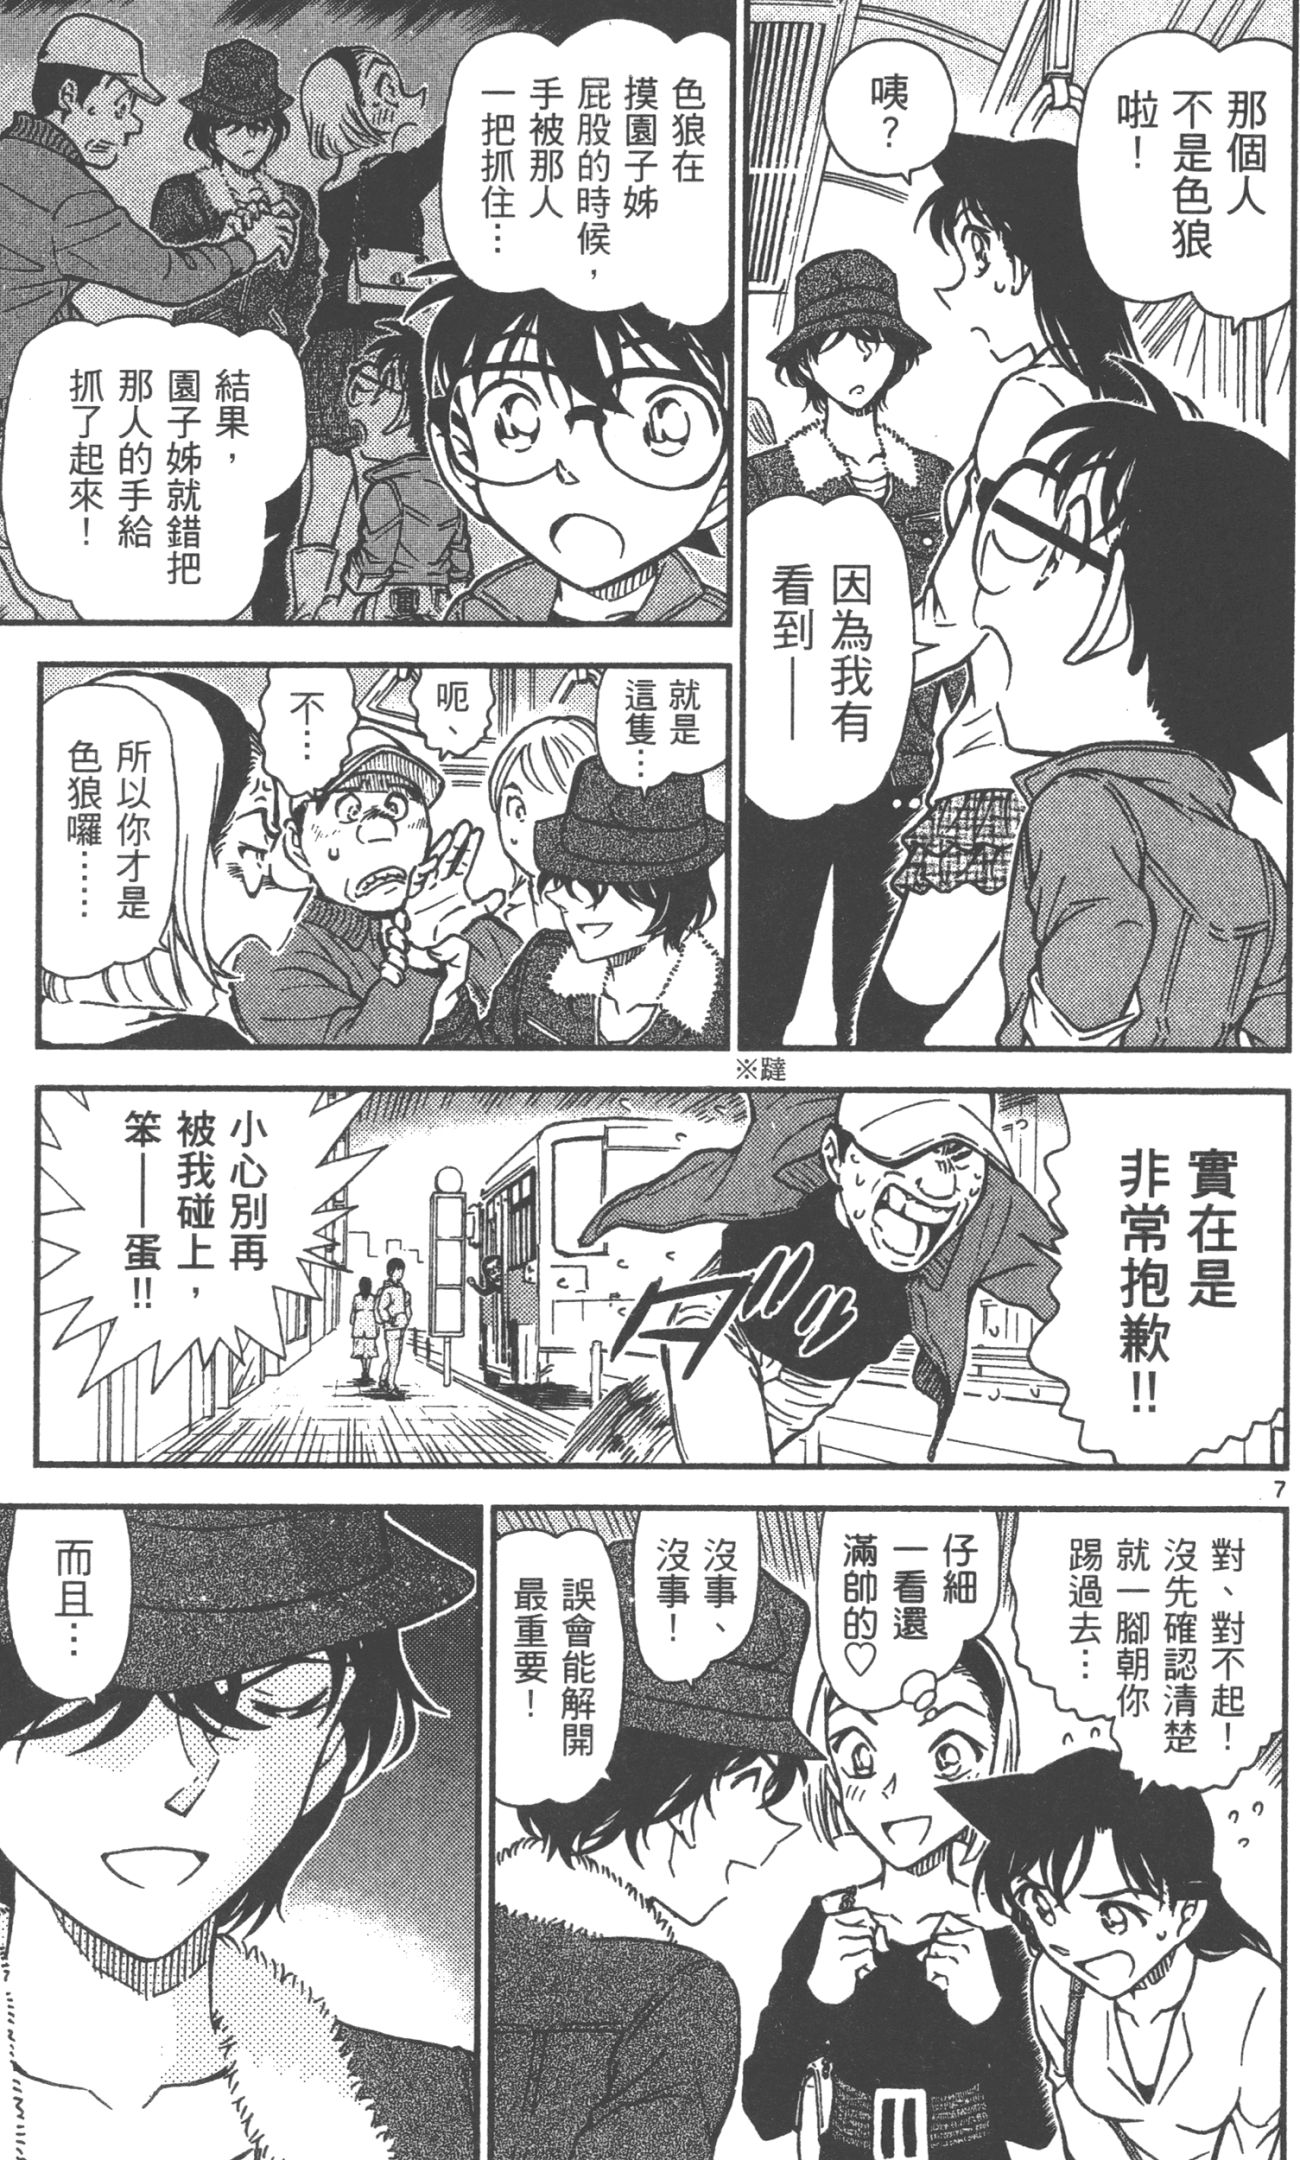 那個人
不是色狼
啦！
咦？
因為我有
看到——
色狼在
摸園子姊
屁股的時候，
手被那人
一把抓住…
結果，
園子姊就錯把
那人的手給
抓了起來！
就是
這隻…
呃、
不…
所以你才是
色狼囉……
※躂
實在是
非常抱歉!!
ダッ
小心別再
被我碰上，
笨——蛋!!
7
對、對不起！
沒先確認清楚
就一腳朝你
踢過去…
仔細
一看還
滿帥的♡
沒事、
沒事！
誤會能解開
最重要！
而且…